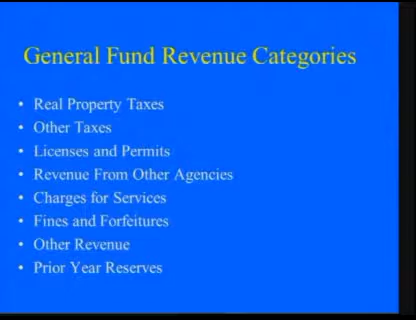 General Fund Revenue Categories
• Real Property Taxes
• Other Taxes
• Licenses and Permits
• Revenue From Other Agencies
• Charges for Services
• Fines and Forfeitures
• Other Revenue
• Prior Year Reserves